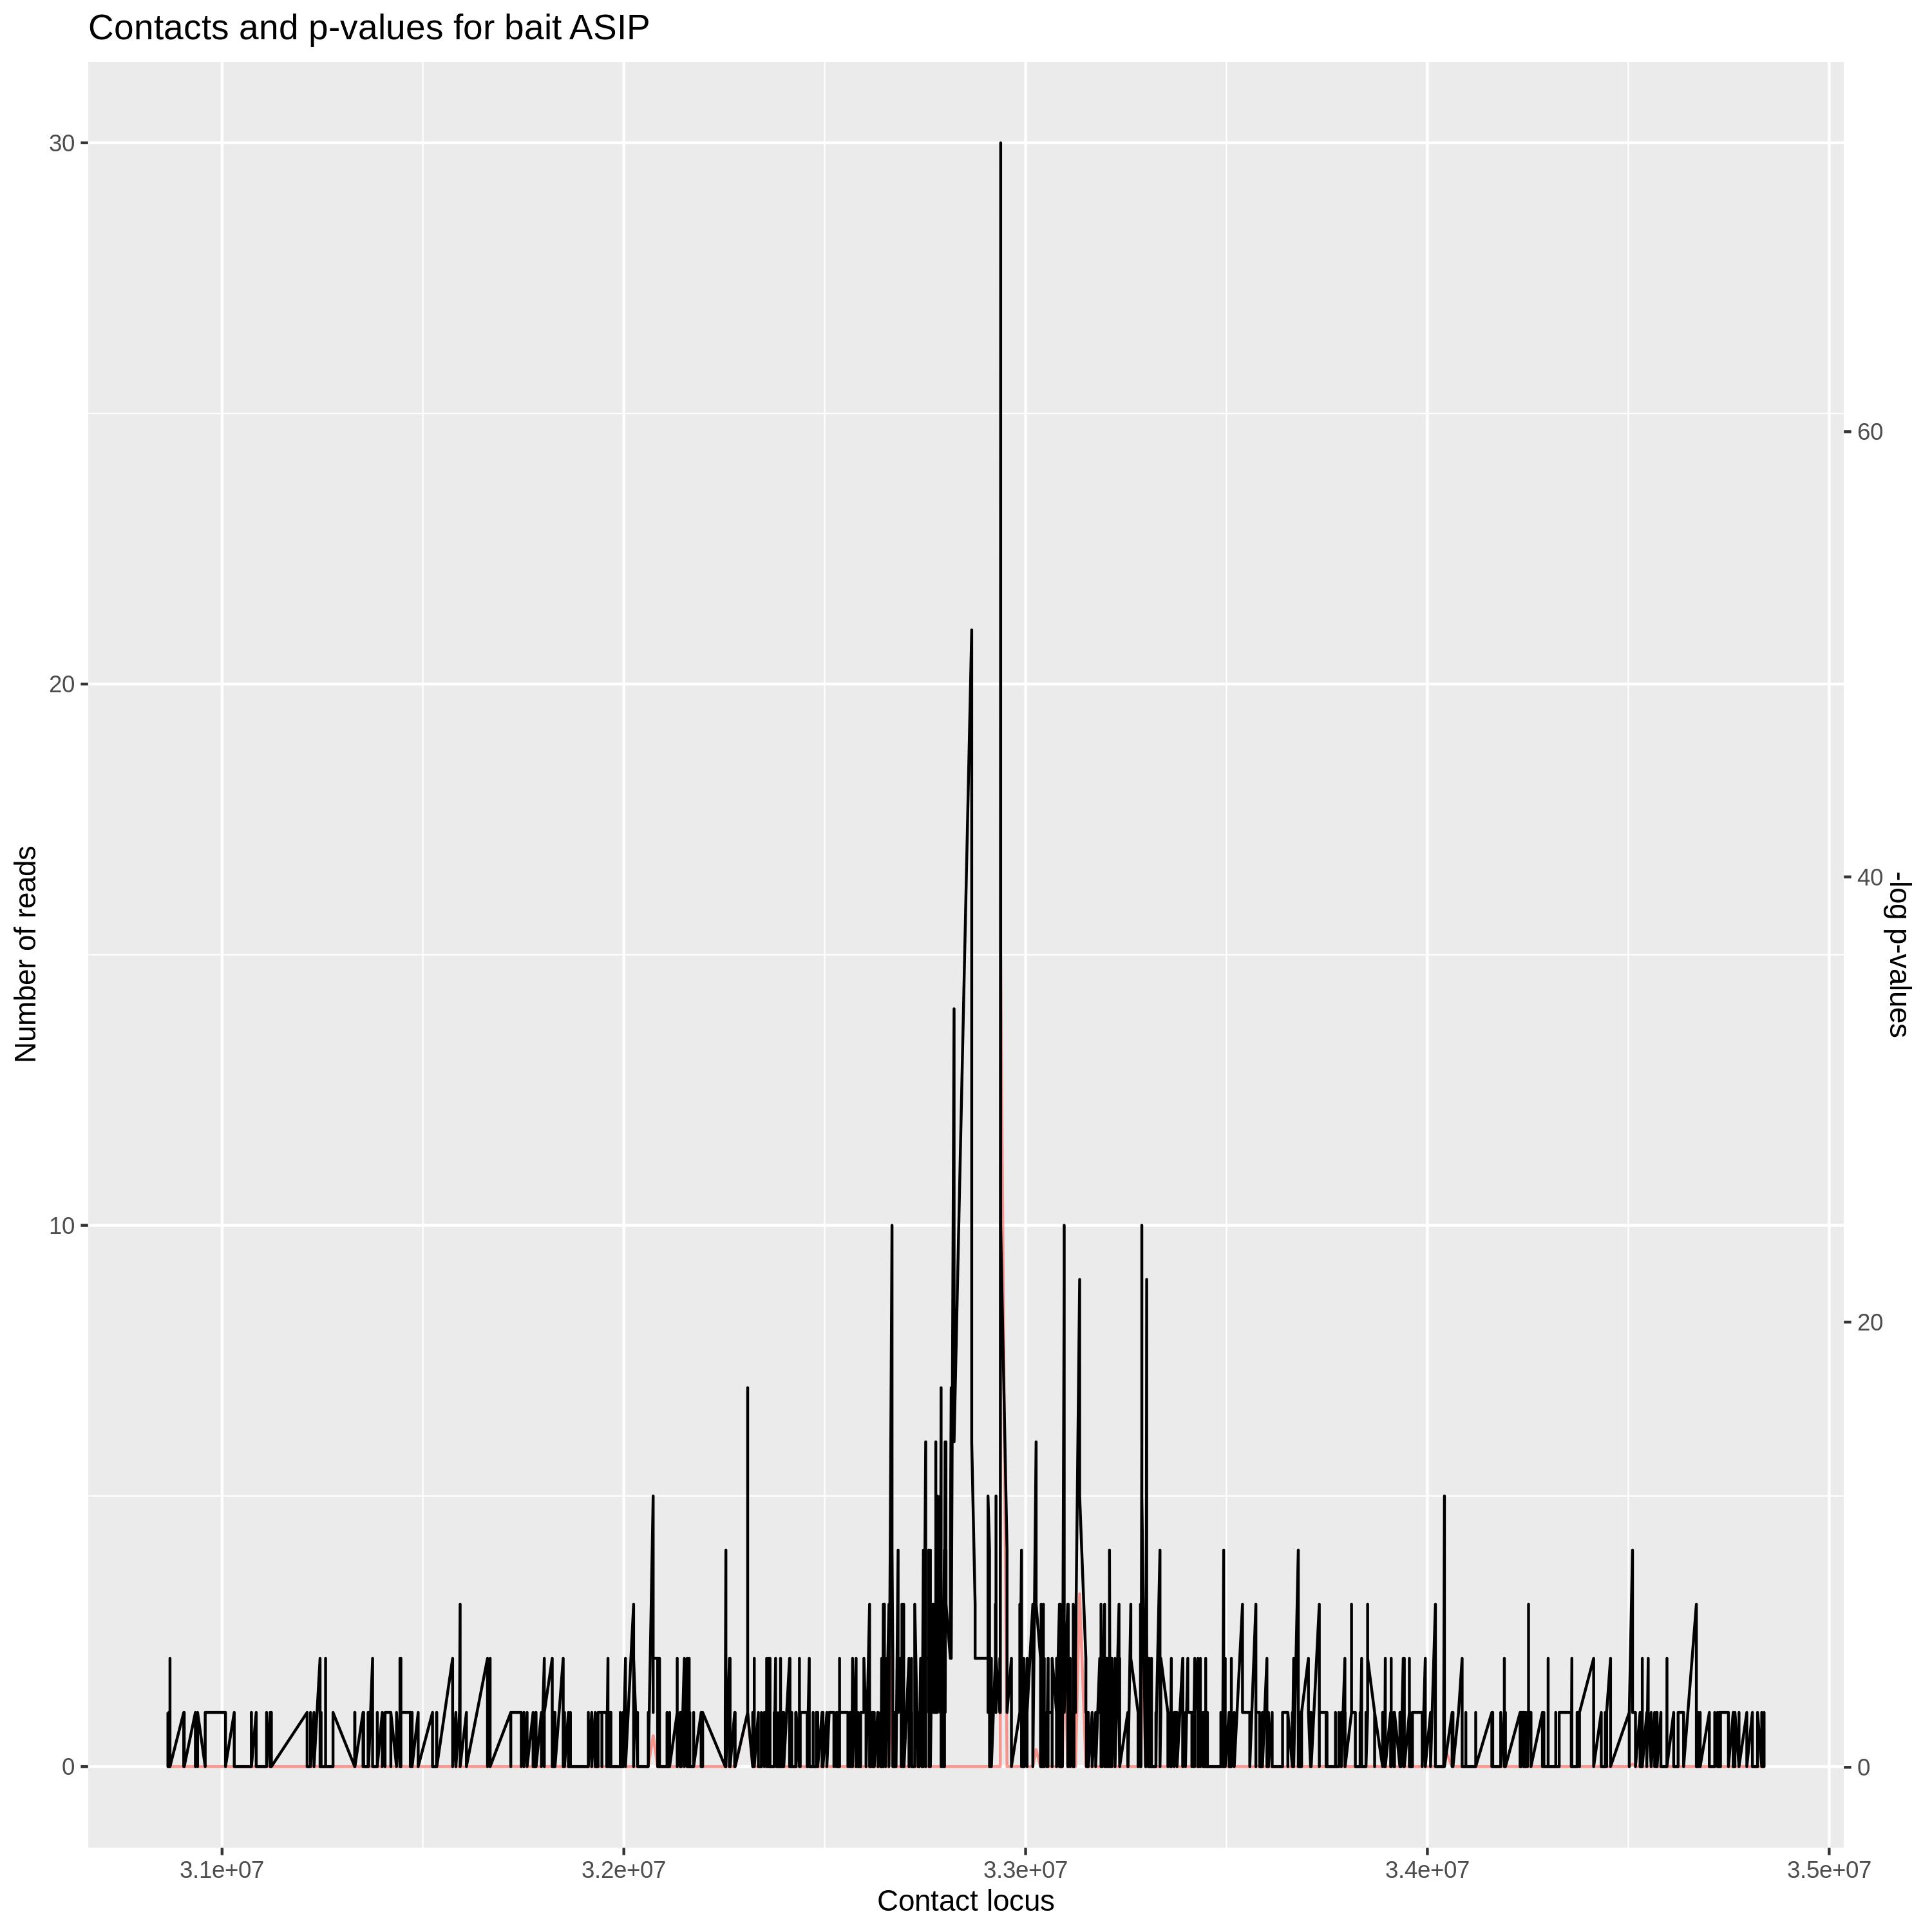 Contacts and p-values for bait ASIP
30
20
10
0
Number of reads
60
40
20
0
-log p-values
3.1e+07
3.2e+07
3.3e+07
3.4e+07
3.5e+07
Contact locus